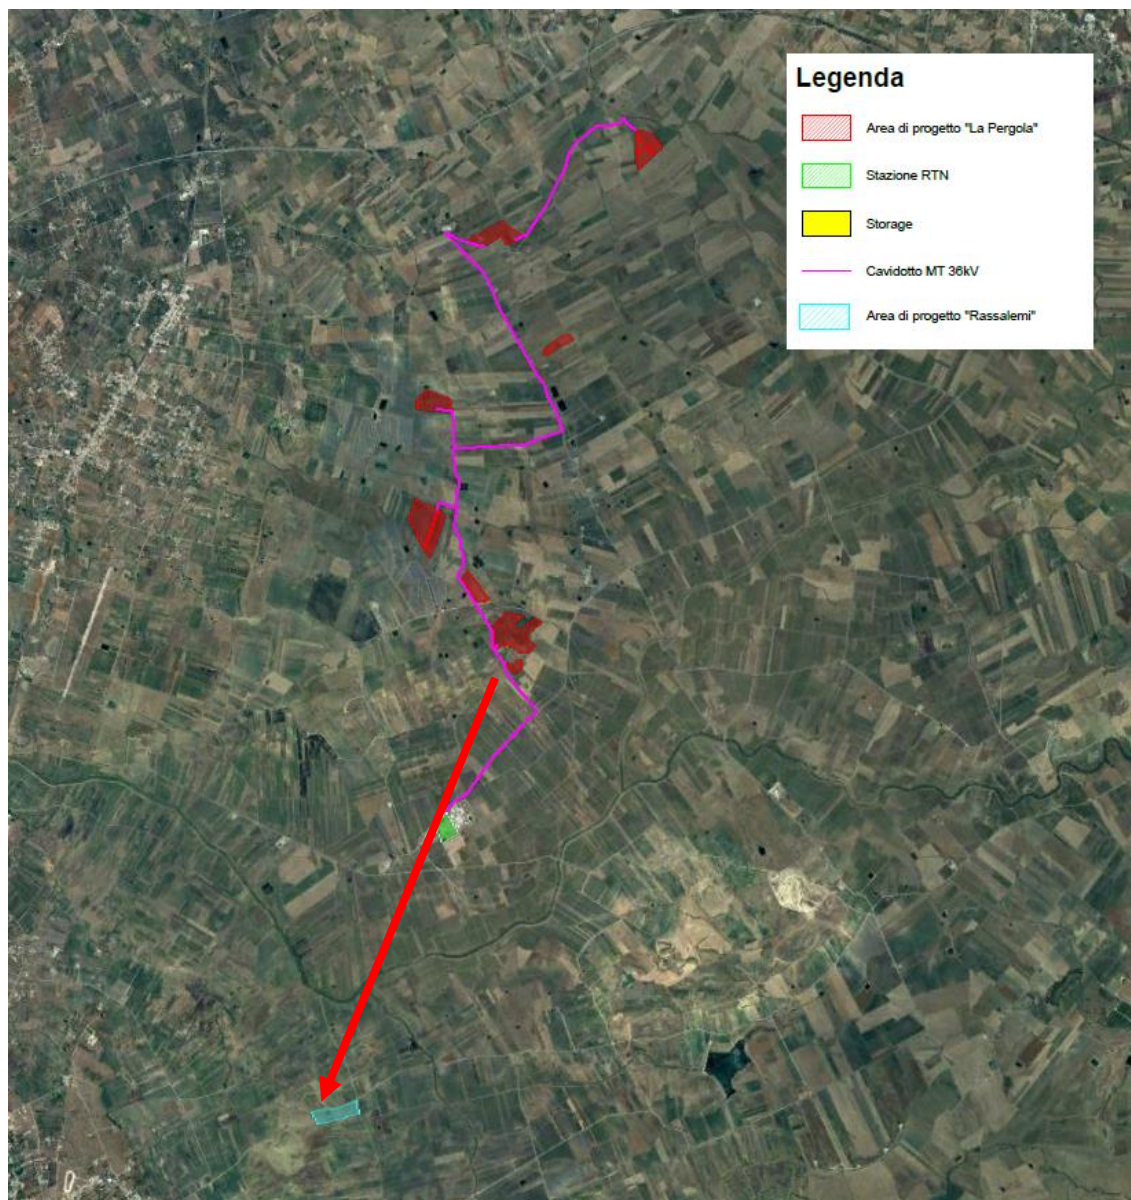 Legenda
Area di progetto "La Pergola"
Stazione RTN
Storage
Cavidotto MT 36kV
Area di progetto "Rassalemi"